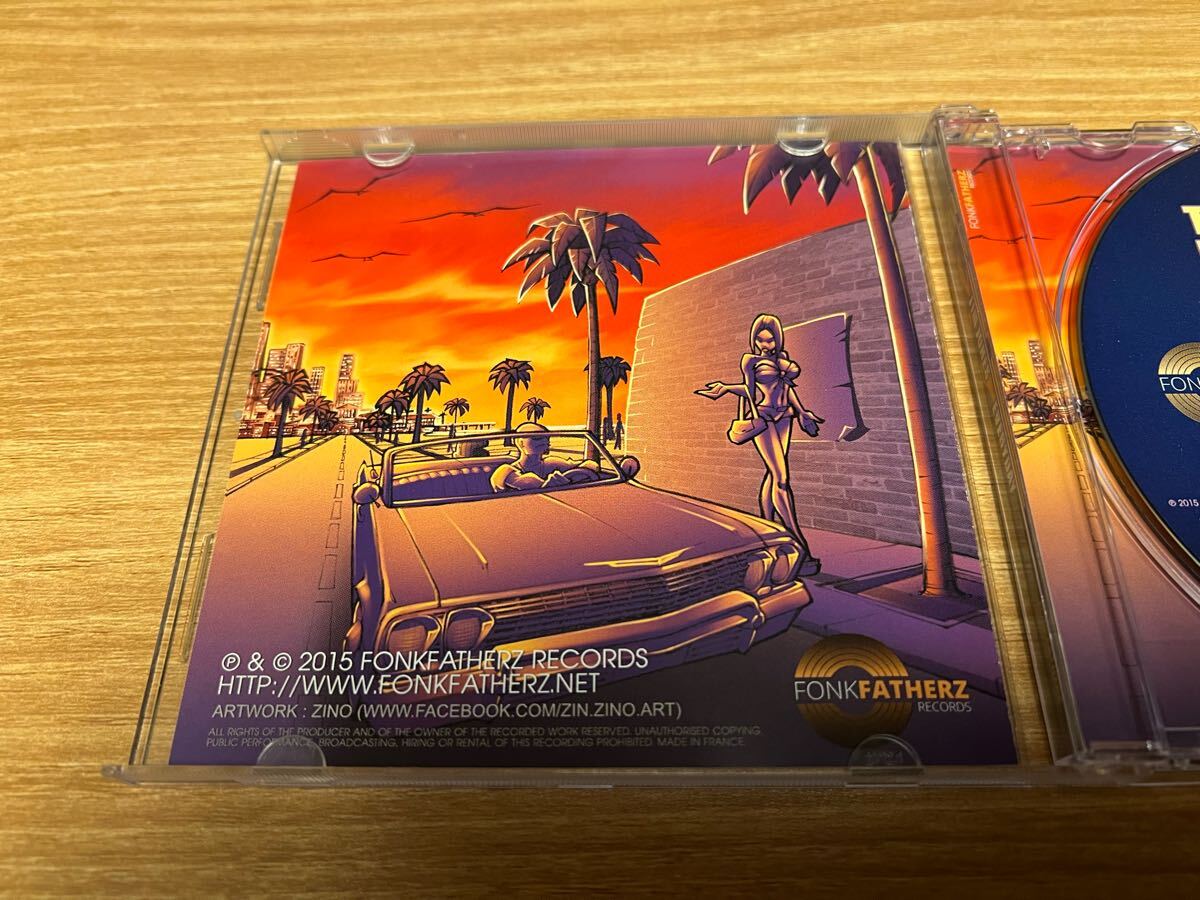 ℗ & © 2015 FONKFATHERZ RECORDS
HTTP://WWW.FONKFATHERZ.NET
ARTWORK : ZINO (WWW.FACEBOOK.COM/ZIN.ZINO.ART)
ALL RIGHTS OF THE PRODUCER AND OF THE OWNER OF THE RECORDED WORK RESERVED. UNAUTHORISED COPYING,
PUBLIC PERFORMANCE, BROADCASTING, HIRING OR RENTAL OF THIS RECORDING PROHIBITED. MADE IN FRANCE.
FONKFATHERZ
RECORDS
FONKFATHERZ
RECORDS
℗ 2015